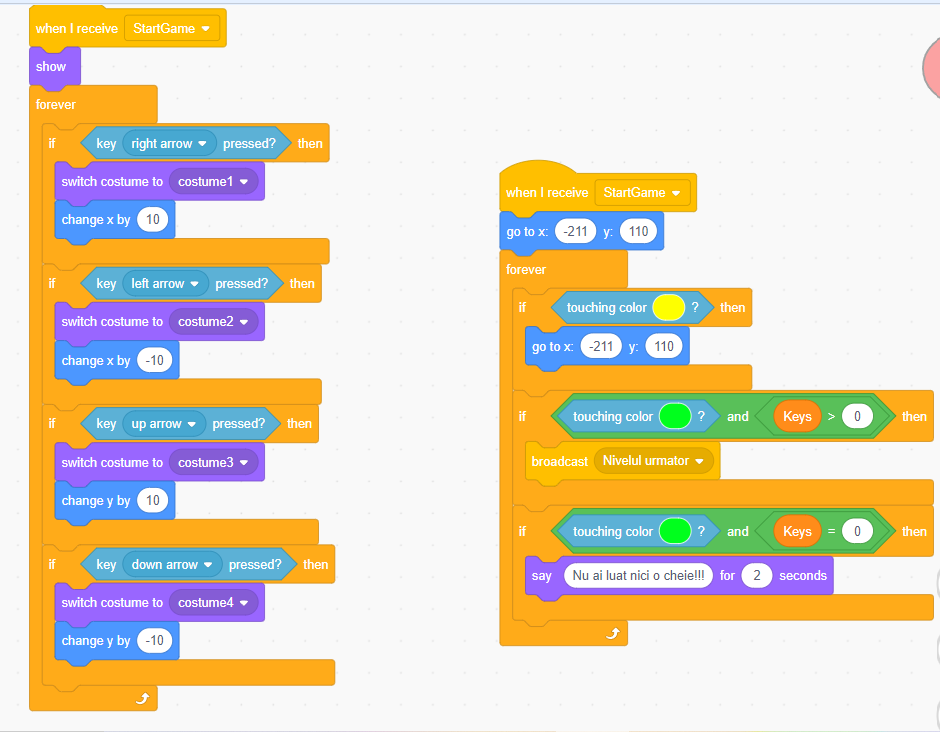 when I receive StartGame
show
forever
if key right arrow pressed? then
switch costume to costume1
change x by 10
if key left arrow pressed? then
switch costume to costume2
change x by -10
if key up arrow pressed? then
switch costume to costume3
change y by 10
if key down arrow pressed? then
switch costume to costume4
change y by -10
when I receive StartGame
go to x: -211 y: 110
forever
if touching color ? then
go to x: -211 y: 110
if touching color ? and Keys > 0 then
broadcast Nivelul urmator
if touching color ? and Keys = 0 then
say Nu ai luat nici o cheie!!! for 2 seconds